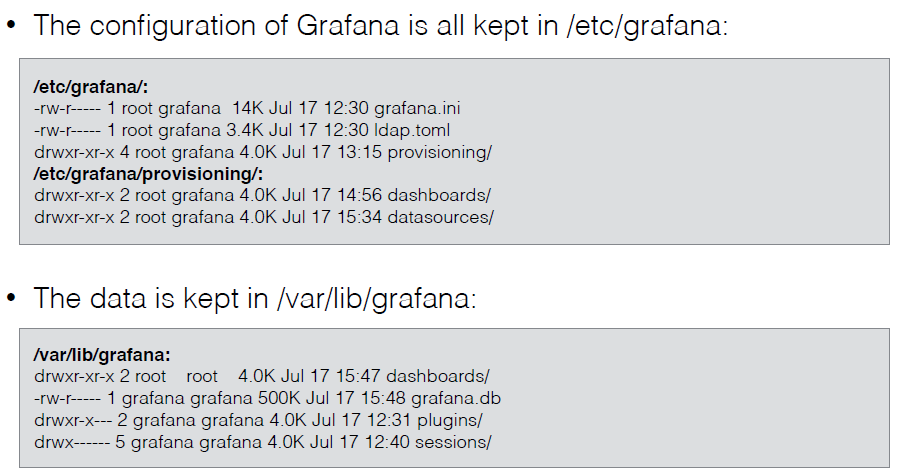 • The configuration of Grafana is all kept in /etc/grafana:
/etc/grafana/:
-rw-r----- 1 root grafana  14K Jul 17 12:30 grafana.ini
-rw-r----- 1 root grafana 3.4K Jul 17 12:30 ldap.toml
drwxr-xr-x 4 root grafana 4.0K Jul 17 13:15 provisioning/
/etc/grafana/provisioning/:
drwxr-xr-x 2 root grafana 4.0K Jul 17 14:56 dashboards/
drwxr-xr-x 2 root grafana 4.0K Jul 17 15:34 datasources/
• The data is kept in /var/lib/grafana:
/var/lib/grafana:
drwxr-xr-x 2 root    root    4.0K Jul 17 15:47 dashboards/
-rw-r----- 1 grafana grafana 500K Jul 17 15:48 grafana.db
drwxr-x--- 2 grafana grafana 4.0K Jul 17 12:31 plugins/
drwx------ 5 grafana grafana 4.0K Jul 17 12:40 sessions/